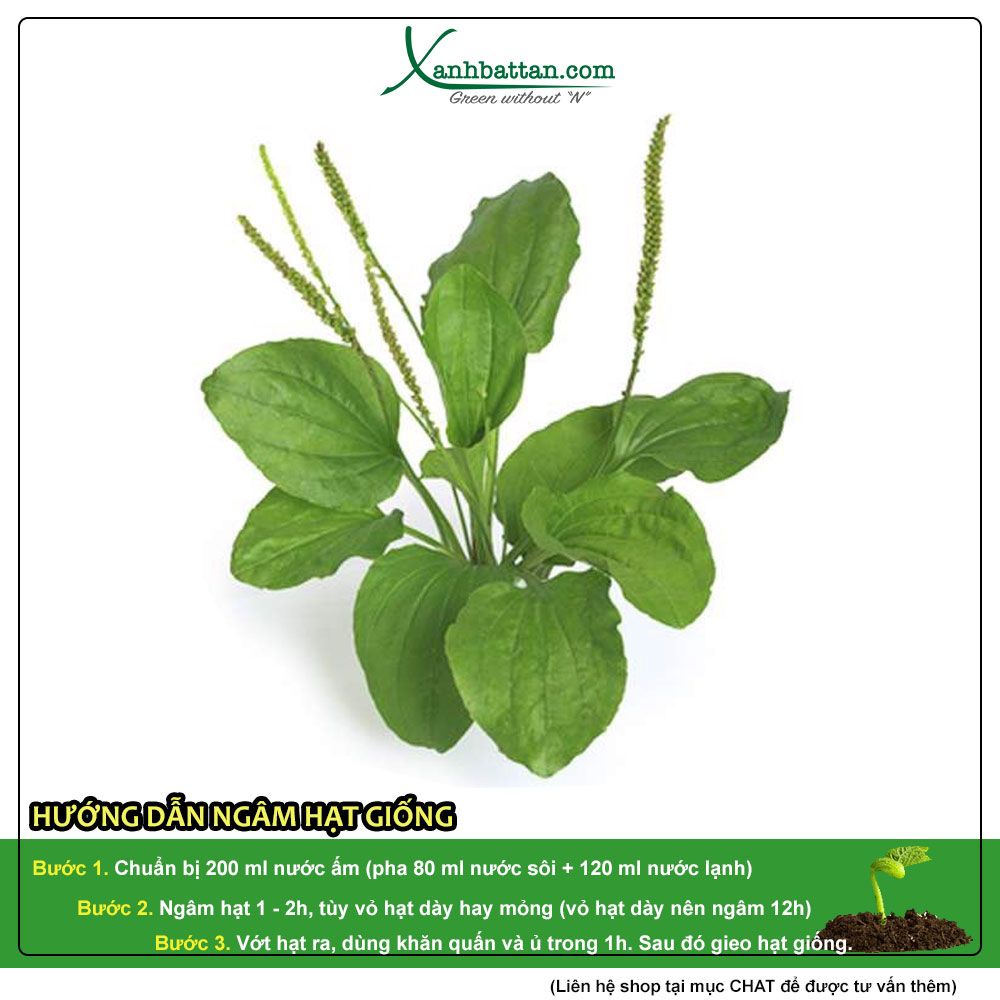 Xanhbattan.com
Green without "N"
HƯỚNG DẪN NGÂM HẠT GIỐNG
Bước 1. Chuẩn bị 200 ml nước ấm (pha 80 ml nước sôi + 120 ml nước lạnh)
Bước 2. Ngâm hạt 1 - 2h, tùy vỏ hạt dày hay mỏng (vỏ hạt dày nên ngâm 12h)
Bước 3. Vớt hạt ra, dùng khăn quấn và ủ trong 1h. Sau đó gieo hạt giống.
(Liên hệ shop tại mục CHAT để được tư vấn thêm)